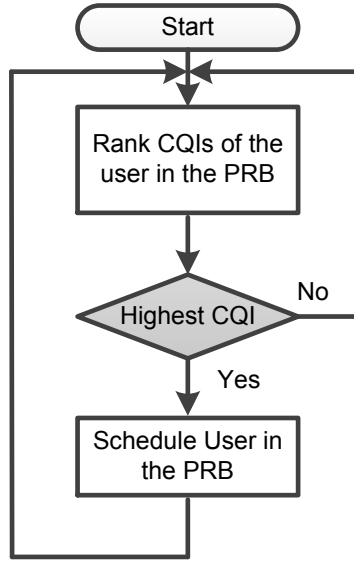 Start
Rank CQIs of the
user in the PRB
Highest CQI
No
Yes
Schedule User in
the PRB